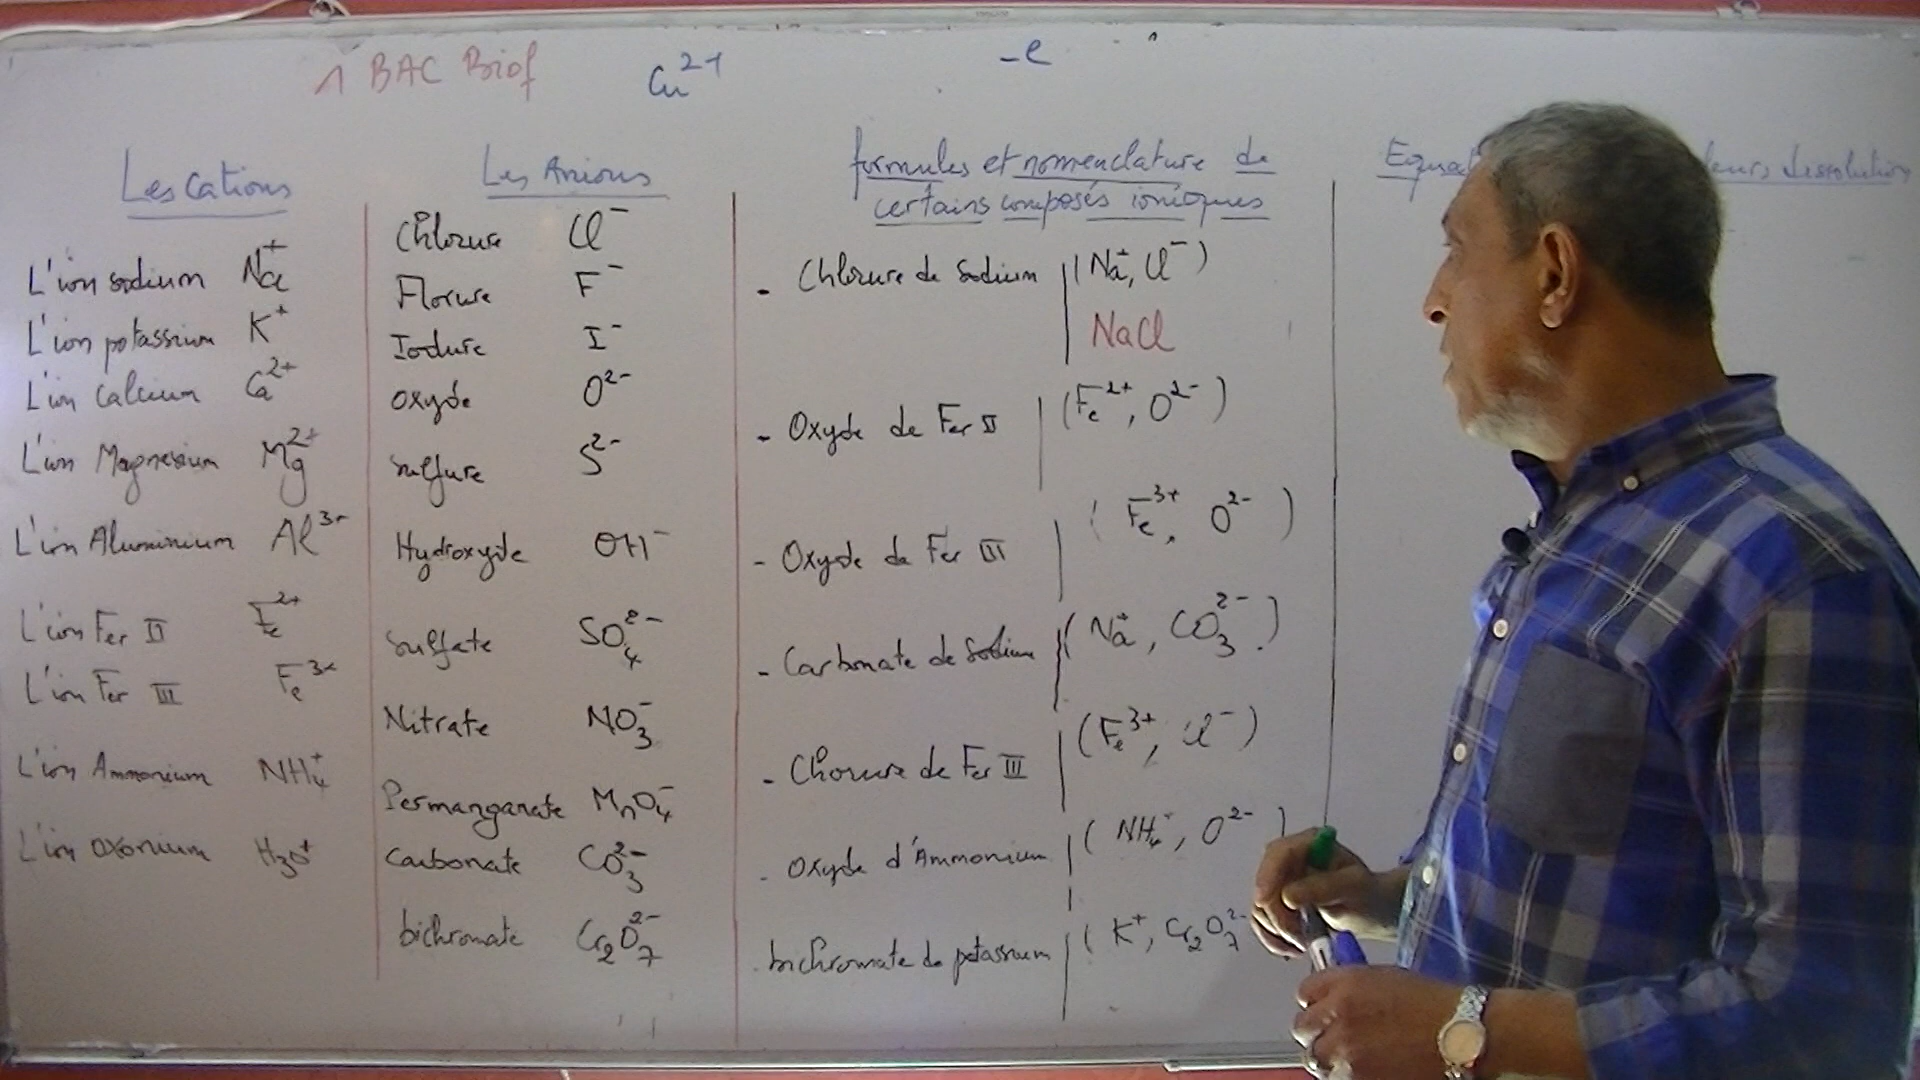 1 BAC Biof
Cu²⁺
-e
Les Cations
L'ion sodium Na⁺
L'ion potassium K⁺
L'ion Calcium Ca²⁺
L'ion Magnesium Mg²⁺
L'ion Aluminium Al³⁺
L'ion Fer II Fe²⁺
L'ion Fer III Fe³⁺
L'ion Ammonium NH₄⁺
L'ion oxonium H₃O⁺
Les Anions
Chlorure Cl⁻
Florure F⁻
Iodure I⁻
oxyde O²⁻
sulfure S²⁻
Hydroxyde OH⁻
sulfate SO₄²⁻
Nitrate NO₃⁻
Permanganate MnO₄⁻
Carbonate CO₃²⁻
bichromate Cr₂O₇²⁻
formules et nomenclature de
certains composés ioniques
- Chlorure de Sodium (Na⁺, Cl⁻)
NaCl
- Oxyde de Fer II (Fe²⁺, O²⁻)
- Oxyde de Fer III (Fe³⁺, O²⁻)
- Carbonate de Sodium (Na⁺, CO₃²⁻)
- Chorure de Fer III (Fe³⁺, Cl⁻)
- Oxyde d'Ammonium (NH₄⁺, O²⁻)
bichromate de potassium (K⁺, Cr₂O₇²⁻
leurs dissolution